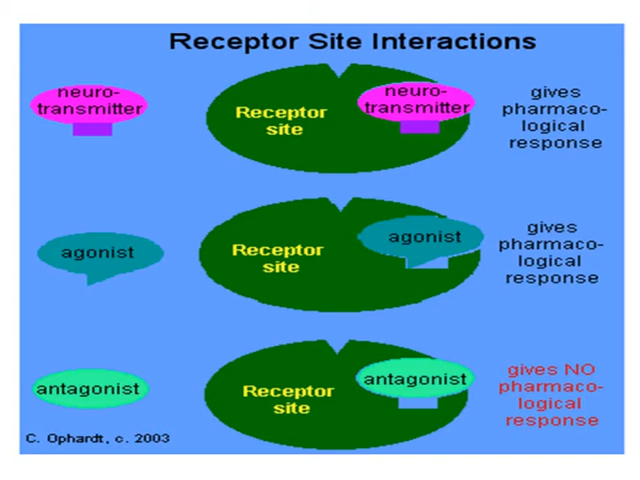 Receptor Site Interactions
neuro-
transmitter
Receptor
site
neuro-
transmitter
gives
pharmaco-
logical
response
agonist
Receptor
site
agonist
gives
pharmaco-
logical
response
antagonist
Receptor
site
antagonist
gives NO
pharmaco-
logical
response
C. Ophardt, c. 2003